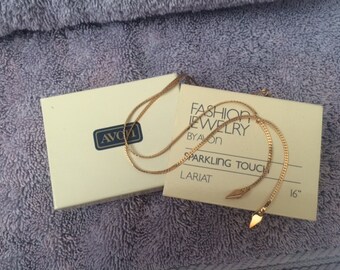 AVON
FASHION
JEWELRY
BY AVON
SPARKLING TOUCH
LARIAT 16"